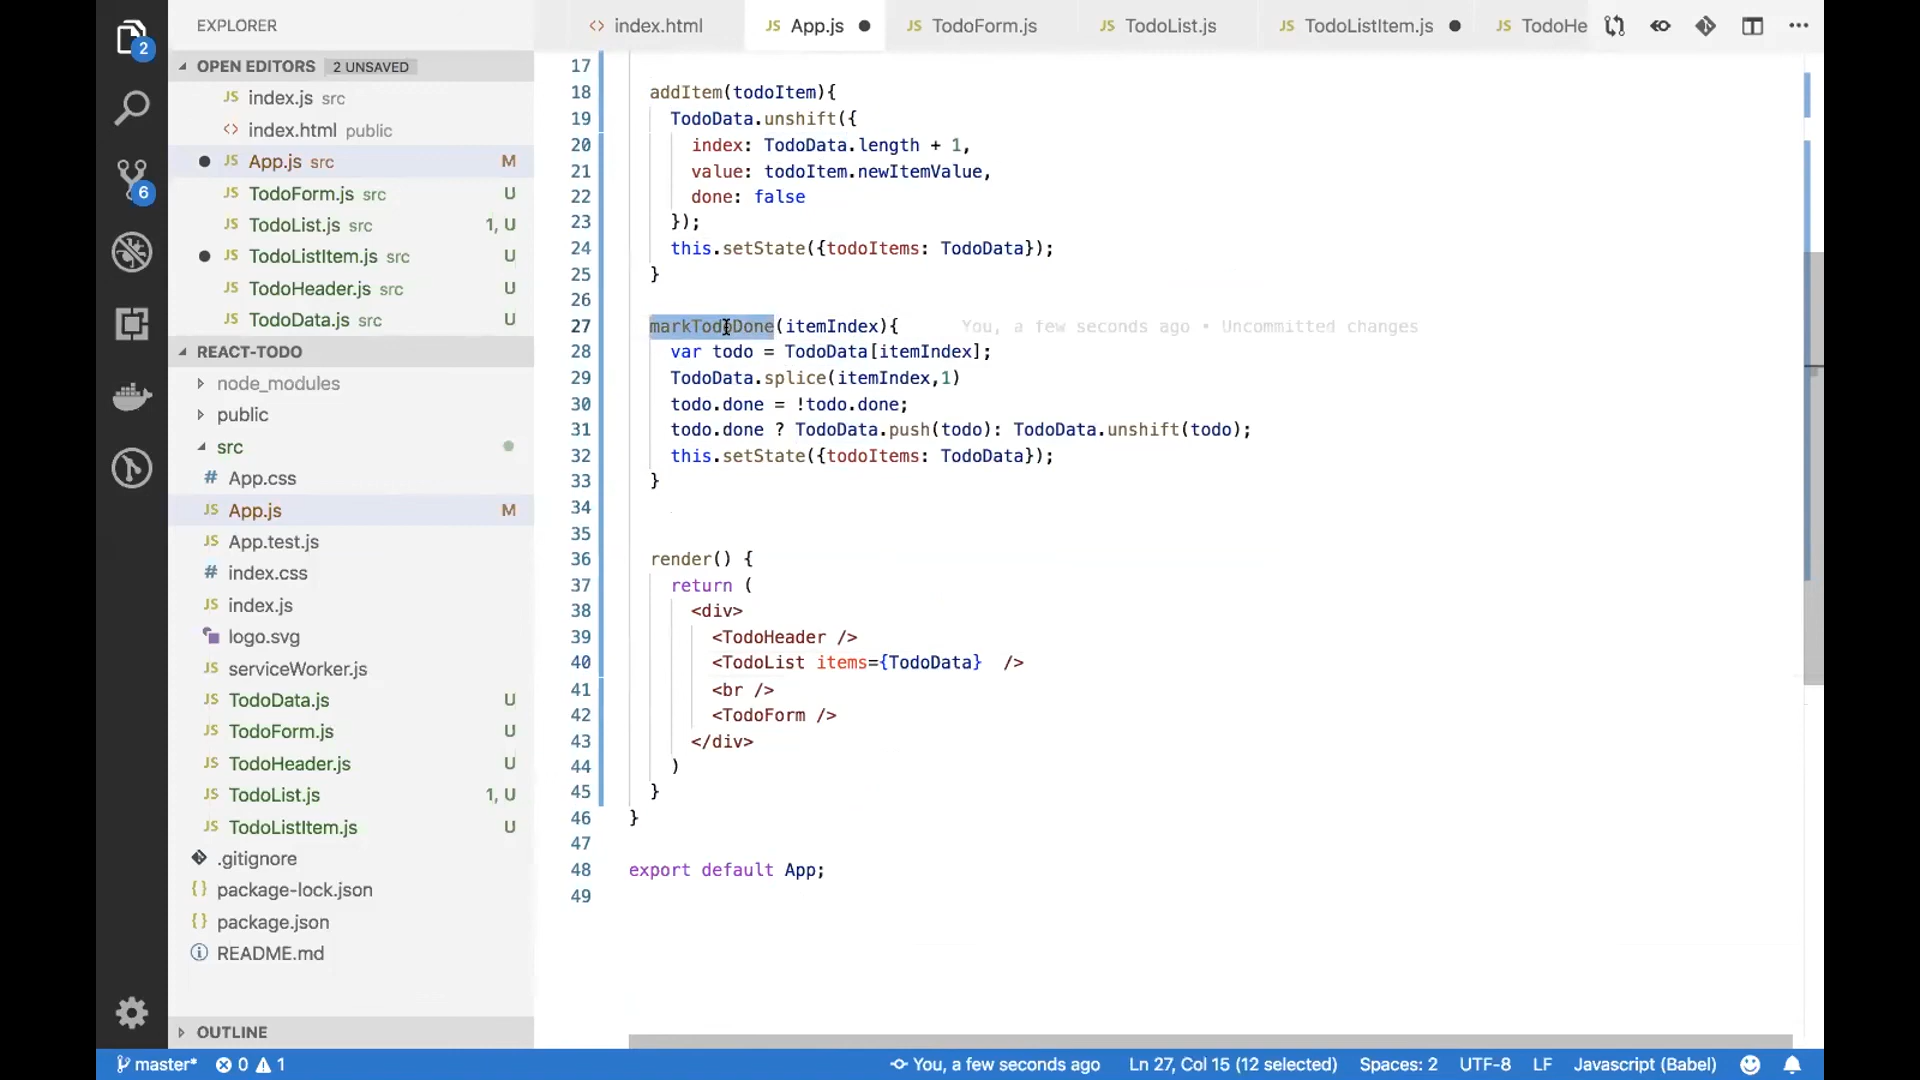 EXPLORER
index.html
App.js
TodoForm.js
TodoList.js
TodoListItem.js
TodoHe
2
OPEN EDITORS 2 UNSAVED
index.js src
index.html public
App.js src M
TodoForm.js src U
TodoList.js src 1, U
TodoListItem.js src U
TodoHeader.js src U
TodoData.js src U
6
REACT-TODO
node_modules
public
src
App.css
App.js M
App.test.js
index.css
index.js
logo.svg
serviceWorker.js
TodoData.js U
TodoForm.js U
TodoHeader.js U
TodoList.js 1, U
TodoListItem.js U
.gitignore
package-lock.json
package.json
README.md
OUTLINE
17
18 addItem(todoItem){
19 TodoData.unshift({
20 index: TodoData.length + 1,
21 value: todoItem.newItemValue,
22 done: false
23 });
24 this.setState({todoItems: TodoData});
25 }
26
27 markTodoDone(itemIndex){ You, a few seconds ago • Uncommitted changes
28 var todo = TodoData[itemIndex];
29 TodoData.splice(itemIndex,1)
30 todo.done = !todo.done;
31 todo.done ? TodoData.push(todo): TodoData.unshift(todo);
32 this.setState({todoItems: TodoData});
33 }
34
35
36 render() {
37 return (
38 <div>
39 <TodoHeader />
40 <TodoList items={TodoData}  />
41 <br />
42 <TodoForm />
43 </div>
44 )
45 }
46 }
47
48 export default App;
49
master* 0 1 You, a few seconds ago Ln 27, Col 15 (12 selected) Spaces: 2 UTF-8 LF Javascript (Babel)